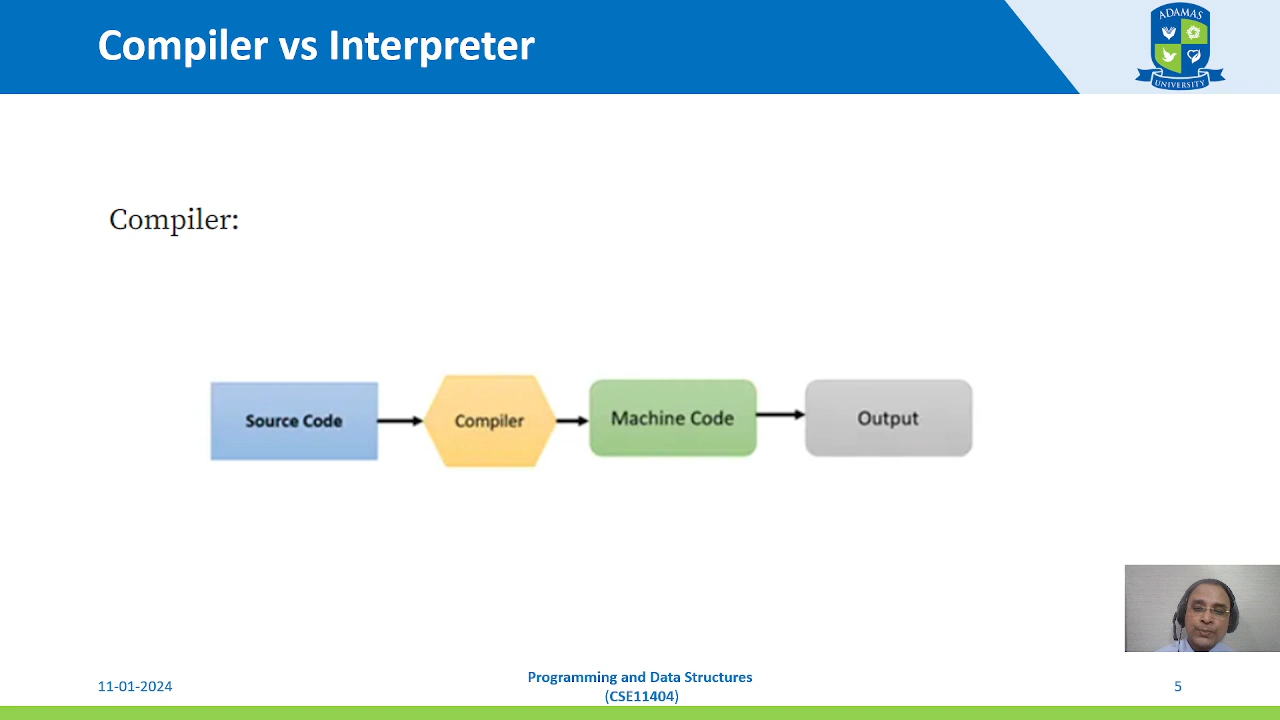 Compiler vs Interpreter
ADAMAS
UNIVERSITY
Compiler:
Source Code
Compiler
Machine Code
Output
11-01-2024
Programming and Data Structures
(CSE11404)
5